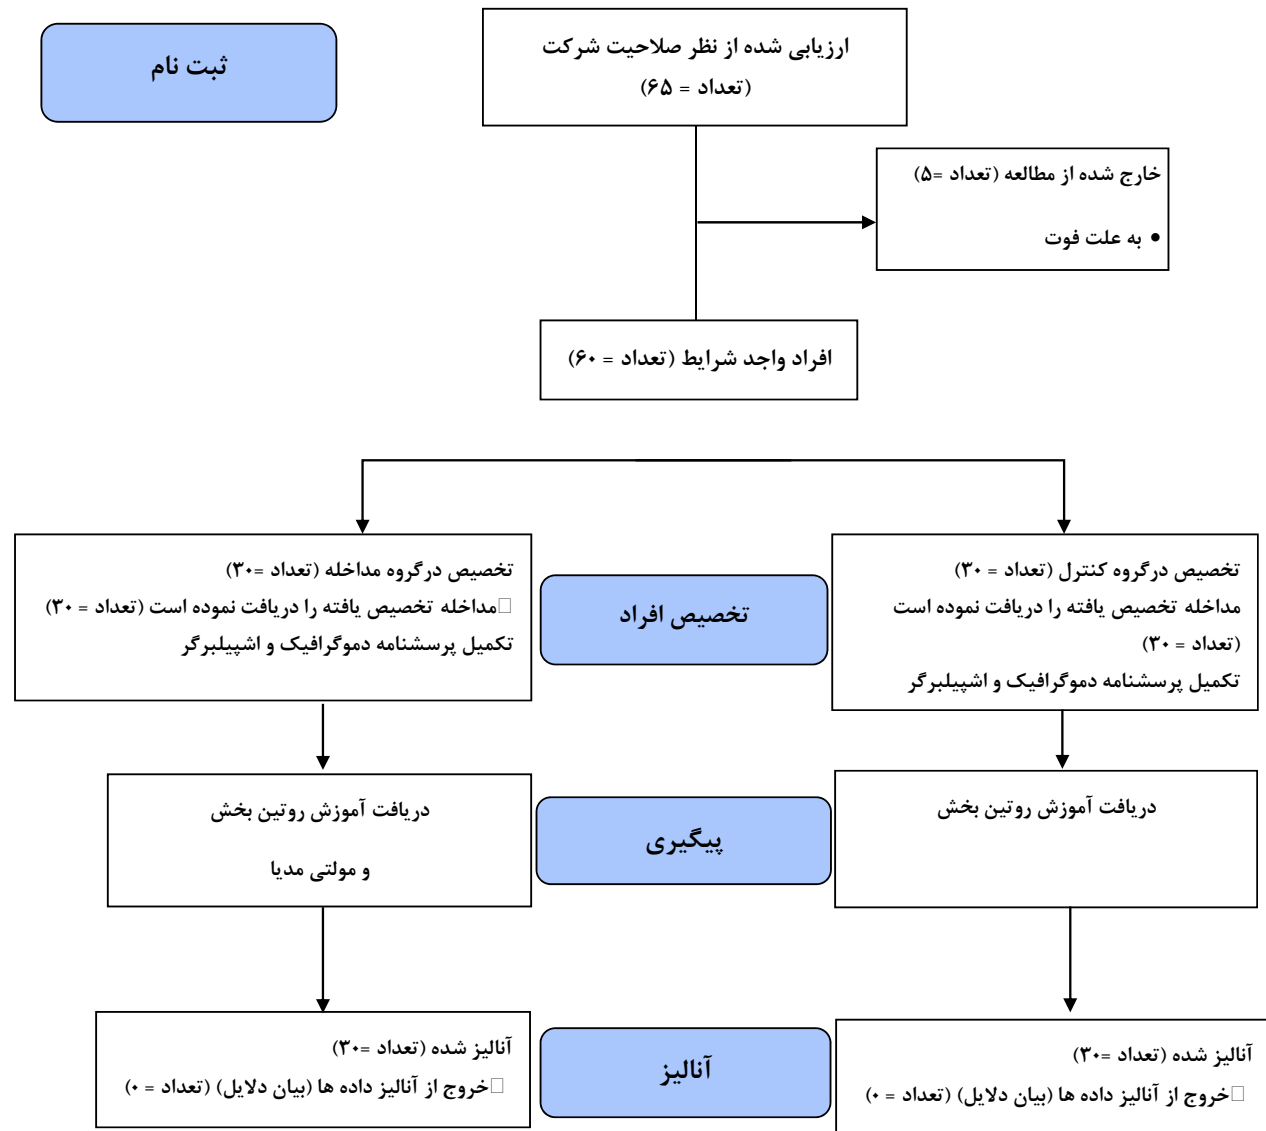 ثبت نام
ارزیابی شده از نظر صلاحیت شرکت
(تعداد = ۶۵)
خارج شده از مطالعه (تعداد =۵)
• به علت فوت
افراد واجد شرایط (تعداد = ۶۰)
تخصیص درگروه کنترل (تعداد = ۳۰)
مداخله تخصیص یافته را دریافت نموده است
(تعداد = ۳۰)
تکمیل پرسشنامه دموگرافیک و اشپیلبرگر
تخصیص افراد
تخصیص درگروه مداخله (تعداد =۳۰)
□مداخله تخصیص یافته را دریافت نموده است (تعداد = ۳۰)
تکمیل پرسشنامه دموگرافیک و اشپیلبرگر
دریافت آموزش روتین بخش
پیگیری
دریافت آموزش روتین بخش
و مولتی مدیا
آنالیز شده (تعداد =۳۰)
□خروج از آنالیز داده ها (بیان دلایل) (تعداد = ۰)
آنالیز
آنالیز شده (تعداد =۳۰)
□خروج از آنالیز داده ها (بیان دلایل) (تعداد = ۰)